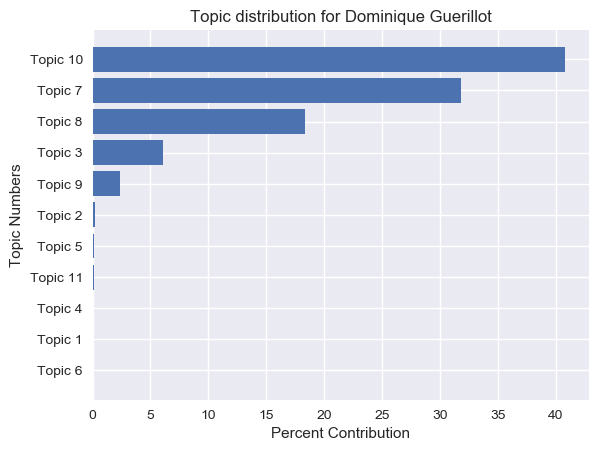 Topic distribution for Dominique Guerillot
Topic Numbers
Topic 10
Topic 7
Topic 8
Topic 3
Topic 9
Topic 2
Topic 5
Topic 11
Topic 4
Topic 1
Topic 6
0 5 10 15 20 25 30 35 40
Percent Contribution